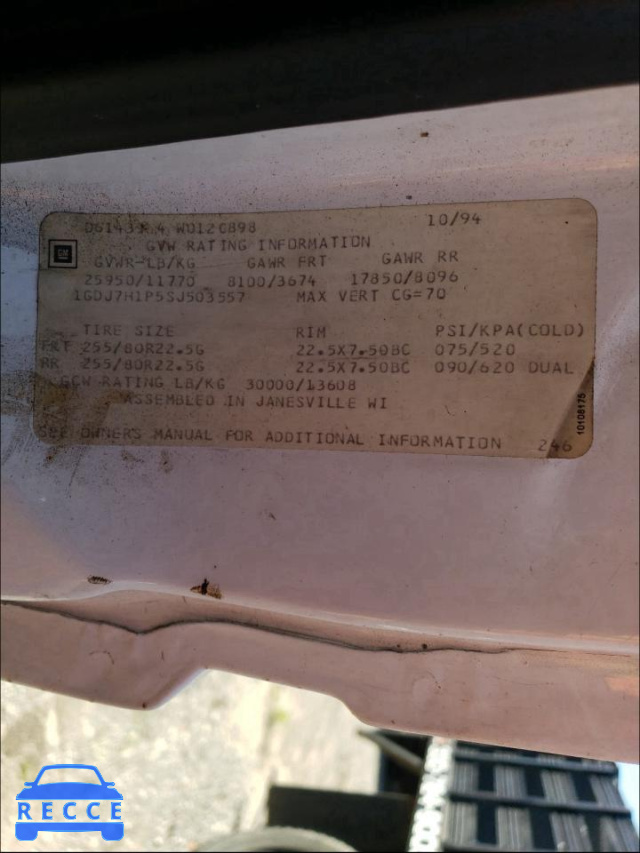 W0120898 10/94
GVW RATING INFORMATION
GM
GVWR-LB/KG GAWR FRT GAWR RR
25950/11770 8100/3674 17850/8096
1GDJ7H1P5SJ503557 MAX VERT CG=70
TIRE SIZE RIM PSI/KPA(COLD)
FRT 255/80R22.5G 22.5X7.50BC 075/520
RR 255/80R22.5G 22.5X7.50BC 090/620 DUAL
GCW RATING LB/KG 30000/13608
ASSEMBLED IN JANESVILLE WI
SEE OWNERS MANUAL FOR ADDITIONAL INFORMATION 246
10108175
RECCE